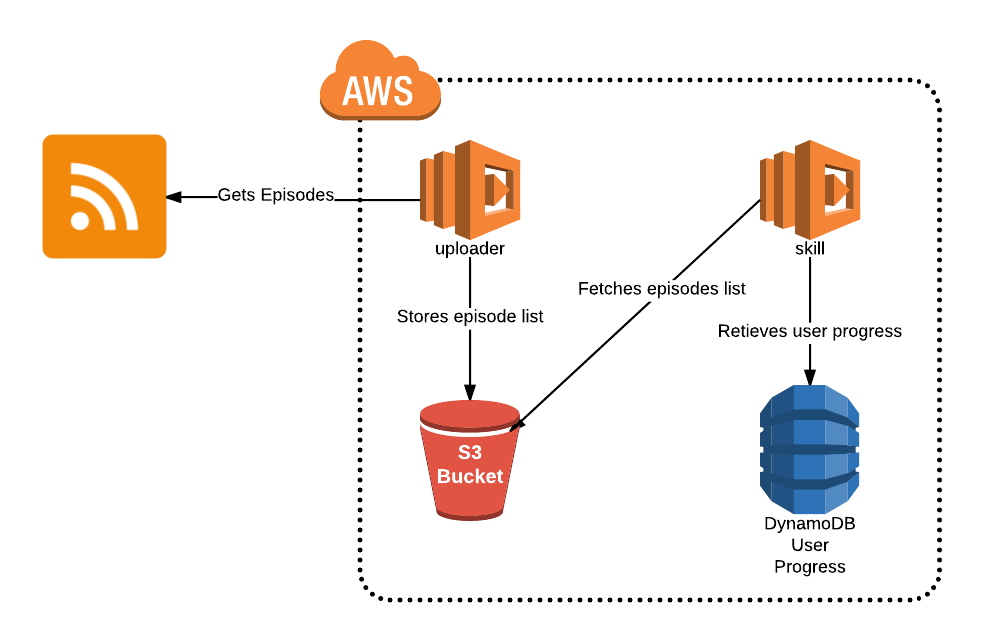 AWS
Gets Episodes
uploader
skill
Fetches episodes list
Stores episode list
Retieves user progress
S3
Bucket
DynamoDB
User
Progress